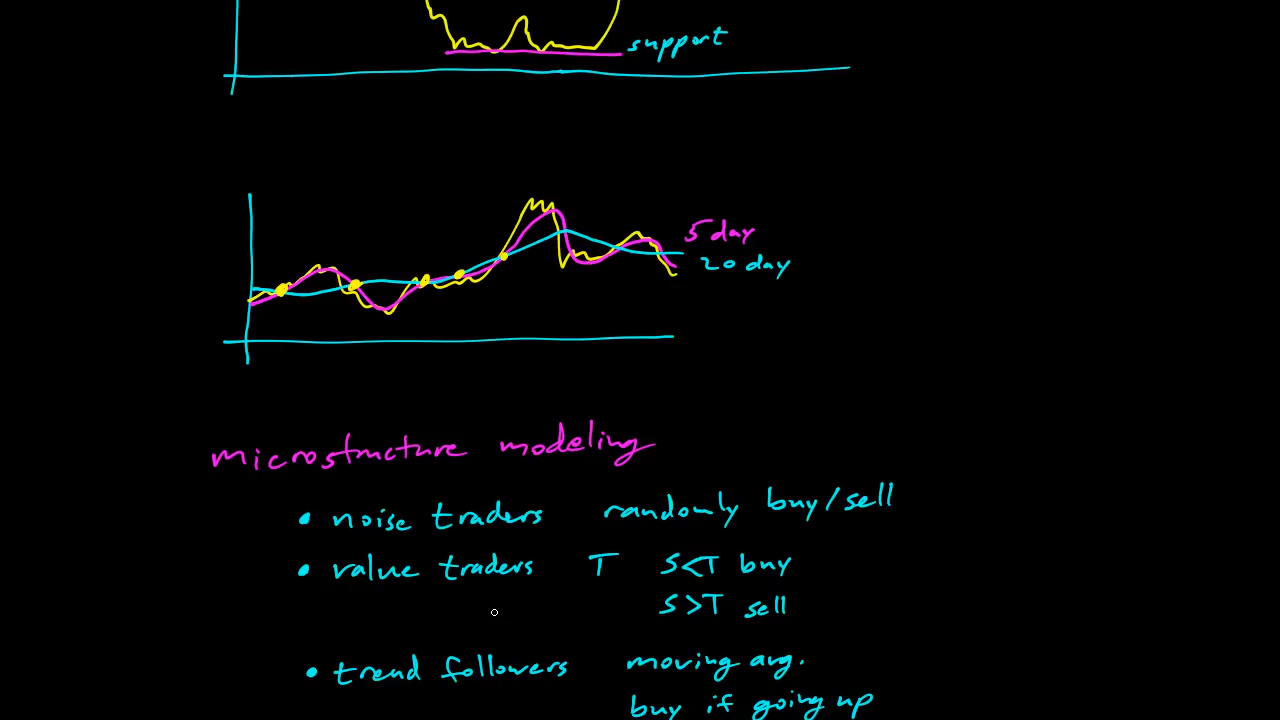 support
5 day
20 day
microstructure modeling
• noise traders randomly buy/sell
• value traders T S<T buy
S>T sell
• trend followers moving avg.
buy if going up